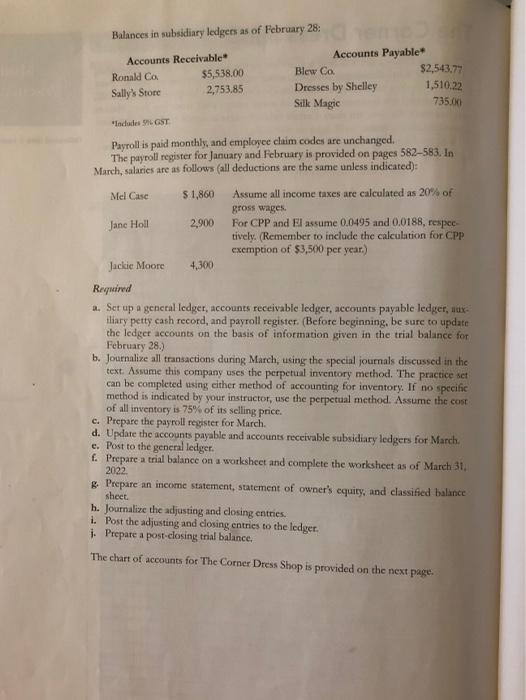 Balances in subsidiary ledgers as of February 28:
Accounts Receivable* Accounts Payable*
Ronald Co. $5,538.00 Blew Co. $2,543.77
Sally's Store 2,753.85 Dresses by Shelley 1,510.22
Silk Magic 735.00
*Includes 5% GST.
Payroll is paid monthly, and employee claim codes are unchanged.
The payroll register for January and February is provided on pages 582–583. In
March, salaries are as follows (all deductions are the same unless indicated):
Mel Case $ 1,860 Assume all income taxes are calculated as 20% of
gross wages.
Jane Holl 2,900 For CPP and EI assume 0.0495 and 0.0188, respec-
tively. (Remember to include the calculation for CPP
exemption of $3,500 per year.)
Jackie Moore 4,300
Required
a. Set up a general ledger, accounts receivable ledger, accounts payable ledger, aux-
iliary petty cash record, and payroll register. (Before beginning, be sure to update
the ledger accounts on the basis of information given in the trial balance for
February 28.)
b. Journalize all transactions during March, using the special journals discussed in the
text. Assume this company uses the perpetual inventory method. The practice set
can be completed using either method of accounting for inventory. If no specific
method is indicated by your instructor, use the perpetual method. Assume the cost
of all inventory is 75% of its selling price.
c. Prepare the payroll register for March.
d. Update the accounts payable and accounts receivable subsidiary ledgers for March.
e. Post to the general ledger.
f. Prepare a trial balance on a worksheet and complete the worksheet as of March 31,
2022.
g. Prepare an income statement, statement of owner's equity, and classified balance
sheet.
h. Journalize the adjusting and closing entries.
i. Post the adjusting and closing entries to the ledger.
j. Prepare a post-closing trial balance.
The chart of accounts for The Corner Dress Shop is provided on the next page.